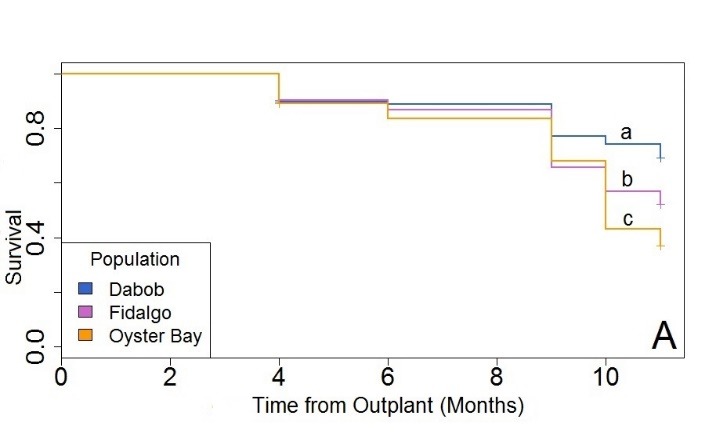 a
b
c
0.8
0.4
0.0
Survival
Population
Dabob
Fidalgo
Oyster Bay
A
0 2 4 6 8 10
Time from Outplant (Months)